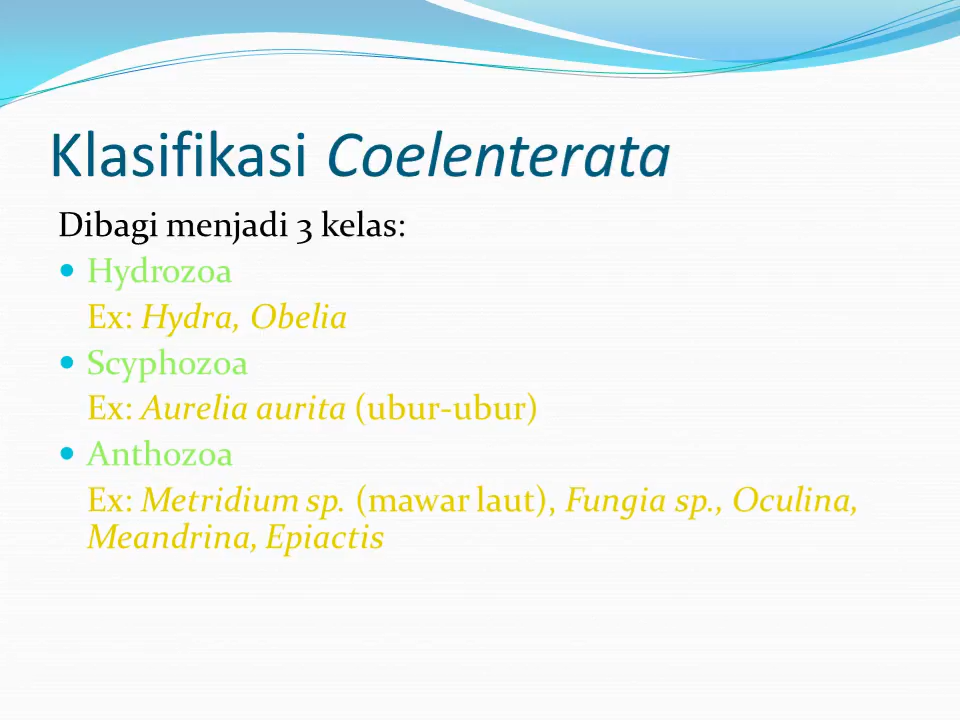 Klasifikasi Coelenterata
Dibagi menjadi 3 kelas:
• Hydrozoa
Ex: Hydra, Obelia
• Scyphozoa
Ex: Aurelia aurita (ubur-ubur)
• Anthozoa
Ex: Metridium sp. (mawar laut), Fungia sp., Oculina,
Meandrina, Epiactis